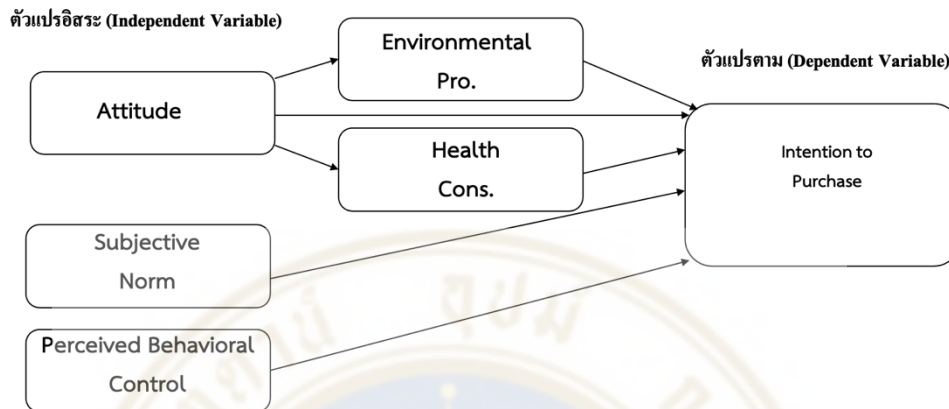 ตัวแปรอิสระ (Independent Variable)
Environmental
Pro.
ตัวแปรตาม (Dependent Variable)
Attitude
Health
Cons.
Intention to
Purchase
Subjective
Norm
Perceived Behavioral
Control